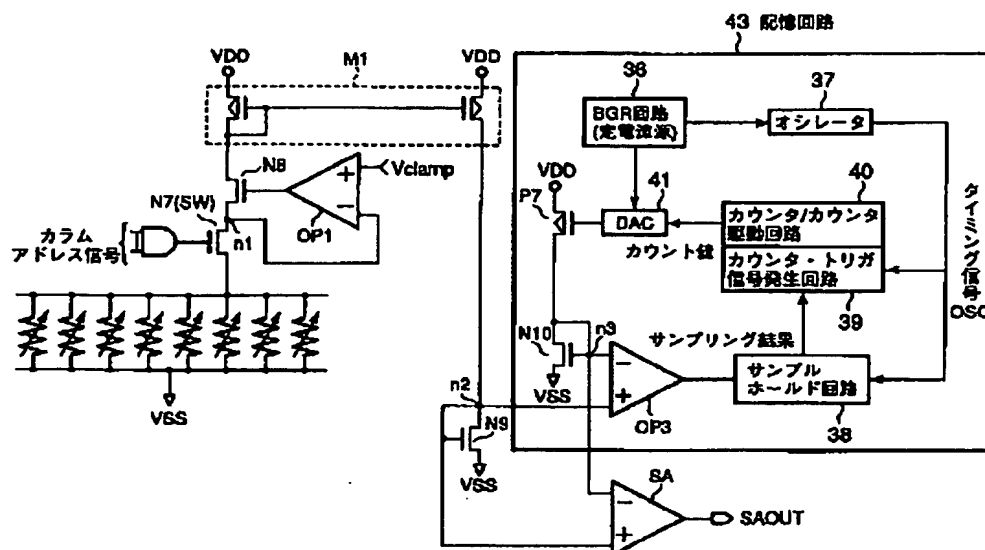 43 記憶回路
VDD
M1
VDD
36
37
BGR回路
(定電流源)
オシレータ
N8
Vclamp
VDD
P7
41
40
N7(SW)
+
−
OP1
n1
DAC
カウンタ/カウンタ
駆動回路
カラム
アドレス信号
カウント値
カウンタ・トリガ
信号発生回路
タイミング信号
OSC
39
N10
n3
サンプリング結果
VSS
−
+
サンプル
ホールド回路
VSS
n2
OP3
38
N9
VSS
SA
−
+
SAOUT